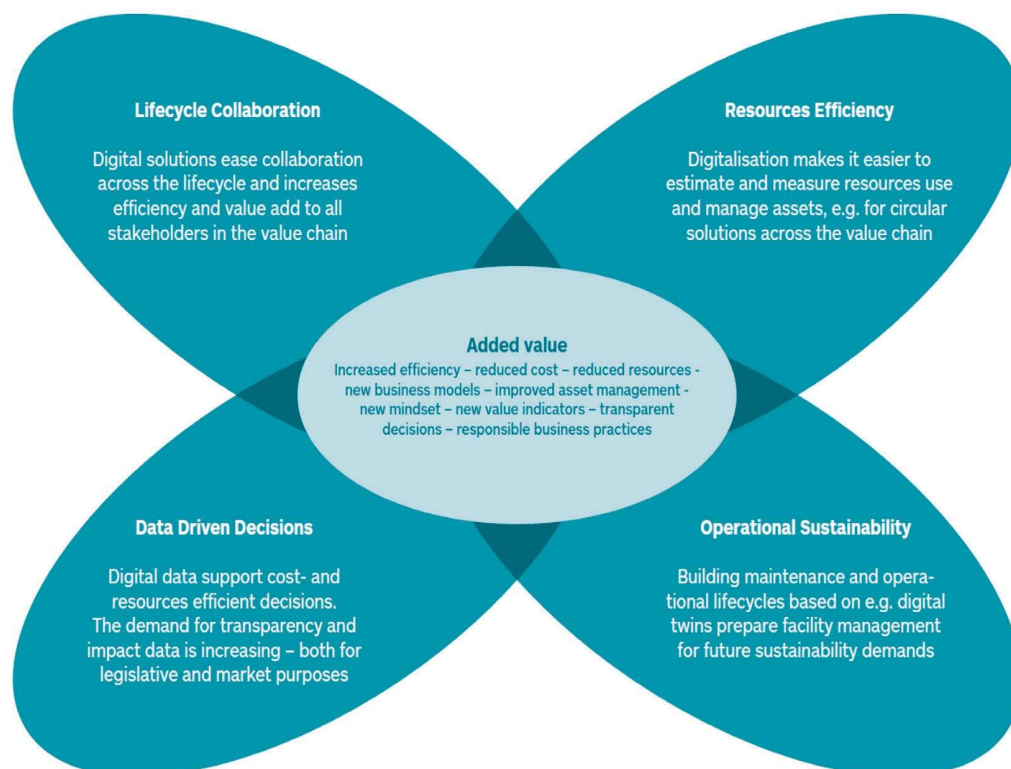 Lifecycle Collaboration
Digital solutions ease collaboration
across the lifecycle and increases
efficiency and value add to all
stakeholders in the value chain
Resources Efficiency
Digitalisation makes it easier to
estimate and measure resources use
and manage assets, e.g. for circular
solutions across the value chain
Added value
Increased efficiency – reduced cost – reduced resources -
new business models – improved asset management -
new mindset – new value indicators – transparent
decisions – responsible business practices
Data Driven Decisions
Digital data support cost- and
resources efficient decisions.
The demand for transparency and
impact data is increasing – both for
legislative and market purposes
Operational Sustainability
Building maintenance and opera-
tional lifecycles based on e.g. digital
twins prepare facility management
for future sustainability demands